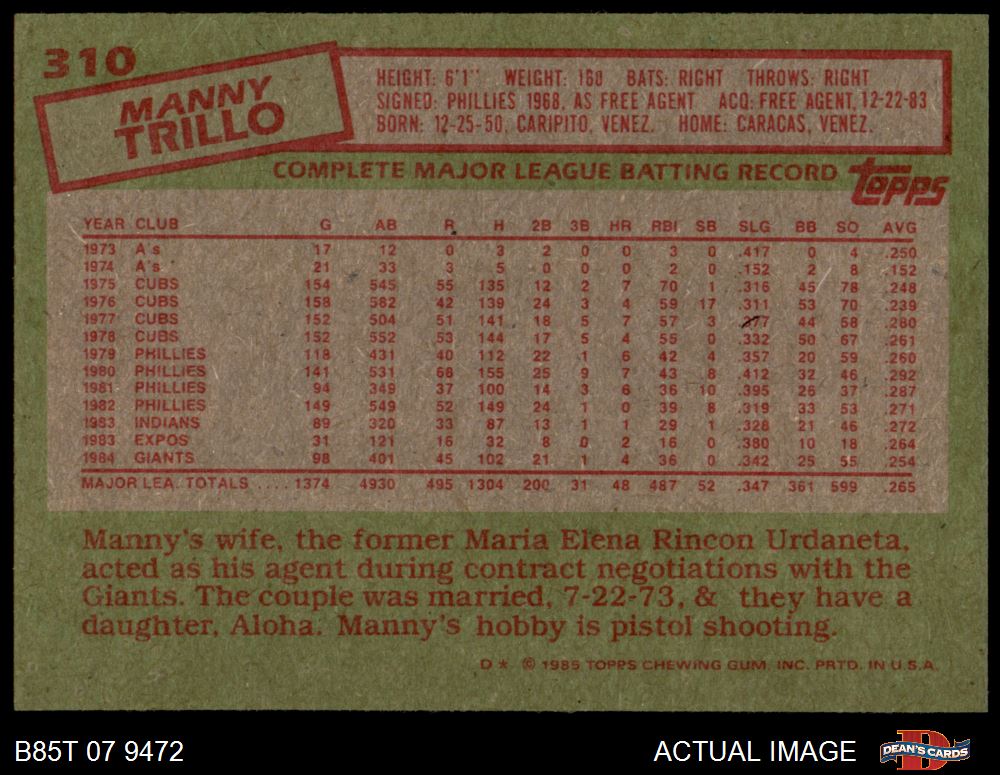 310
MANNY
TRILLO
HEIGHT: 6'1" WEIGHT: 160 BATS: RIGHT THROWS: RIGHT
SIGNED: PHILLIES 1968, AS FREE AGENT ACQ: FREE AGENT, 12-22-83
BORN: 12-25-50, CARIPITO, VENEZ. HOME: CARACAS, VENEZ.
COMPLETE MAJOR LEAGUE BATTING RECORD topps
YEAR CLUB G AB R H 2B 3B HR RBI SB SLG BB SO AVG
1973 A's 17 12 0 3 2 0 0 3 0 .417 0 4 .250
1974 A's 21 33 3 5 0 0 0 2 0 .152 2 8 .152
1975 CUBS 154 545 55 135 12 2 7 70 1 .316 45 78 .248
1976 CUBS 158 582 42 139 24 3 4 59 17 .311 53 70 .239
1977 CUBS 152 504 51 141 18 5 7 57 3 .377 44 58 .280
1978 CUBS 152 552 53 144 17 5 4 55 0 .332 50 67 .261
1979 PHILLIES 118 431 40 112 22 1 6 42 4 .357 20 59 .260
1980 PHILLIES 141 531 68 155 25 9 7 43 8 .412 32 46 .292
1981 PHILLIES 94 349 37 100 14 3 6 36 10 .395 26 37 .287
1982 PHILLIES 149 549 52 149 24 1 0 39 8 .319 33 53 .271
1983 INDIANS 89 320 33 87 13 1 1 29 1 .328 21 46 .272
1983 EXPOS 31 121 16 32 8 0 2 16 0 .380 10 18 .264
1984 GIANTS 98 401 45 102 21 1 4 36 0 .342 25 55 .254
MAJOR LEA. TOTALS .... 1374 4930 495 1304 200 31 48 487 52 .347 361 599 .265
Manny's wife, the former Maria Elena Rincon Urdaneta,
acted as his agent during contract negotiations with the
Giants. The couple was married, 7-22-73, & they have a
daughter, Aloha. Manny's hobby is pistol shooting.
D * © 1985 TOPPS CHEWING GUM, INC. PRTD. IN U.S.A.
B85T 07 9472 ACTUAL IMAGE D DEAN'S CARDS